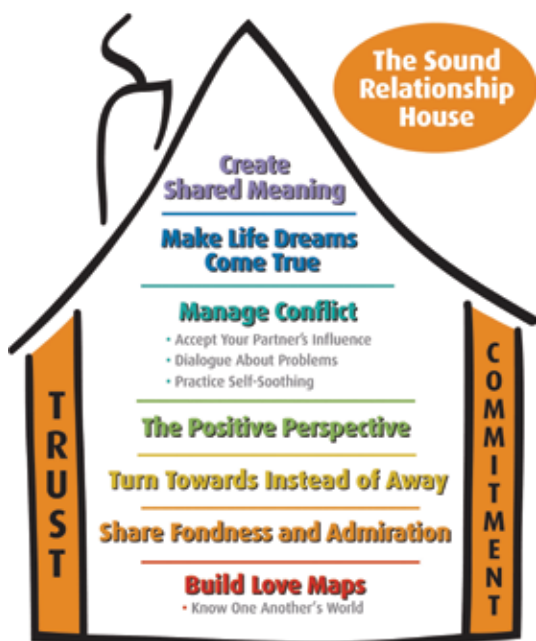 The Sound
Relationship
House
Create
Shared Meaning
Make Life Dreams
Come True
Manage Conflict
• Accept Your Partner's Influence
• Dialogue About Problems
• Practice Self-Soothing
The Positive Perspective
Turn Towards Instead of Away
Share Fondness and Admiration
Build Love Maps
• Know One Another's World
TRUST
COMMITMENT